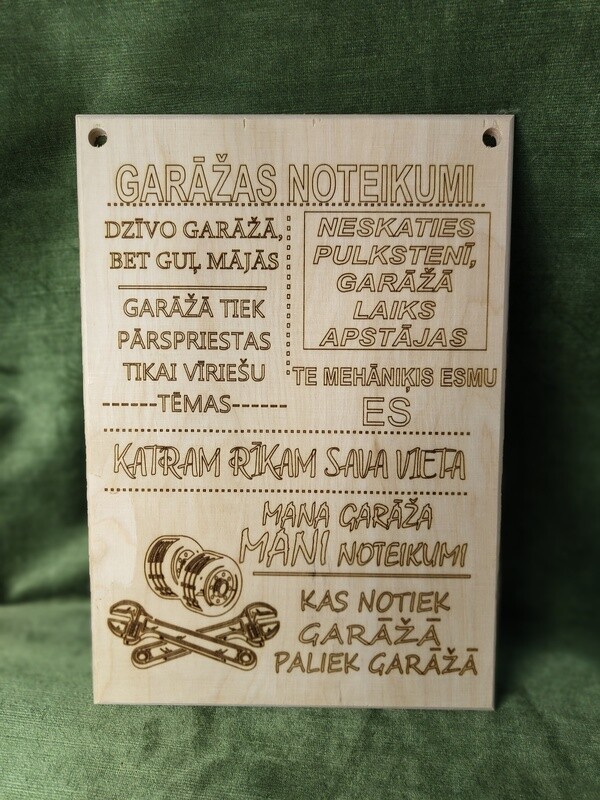 GARĀŽAS NOTEIKUMI
DZĪVO GARĀŽĀ,
BET GUĻ MĀJĀS
GARĀŽĀ TIEK
PĀRSPRIESTAS
TIKAI VĪRIEŠU
TĒMAS
NESKATIES
PULKSTENĪ,
GARĀŽĀ
LAIKS
APSTĀJAS
TE MEHĀNIĶIS ESMU
ES
KATRAM RĪKAM SAVA VIETA
MANA GARĀŽA
MANI NOTEIKUMI
KAS NOTIEK
GARĀŽĀ
PALIEK GARĀŽĀ